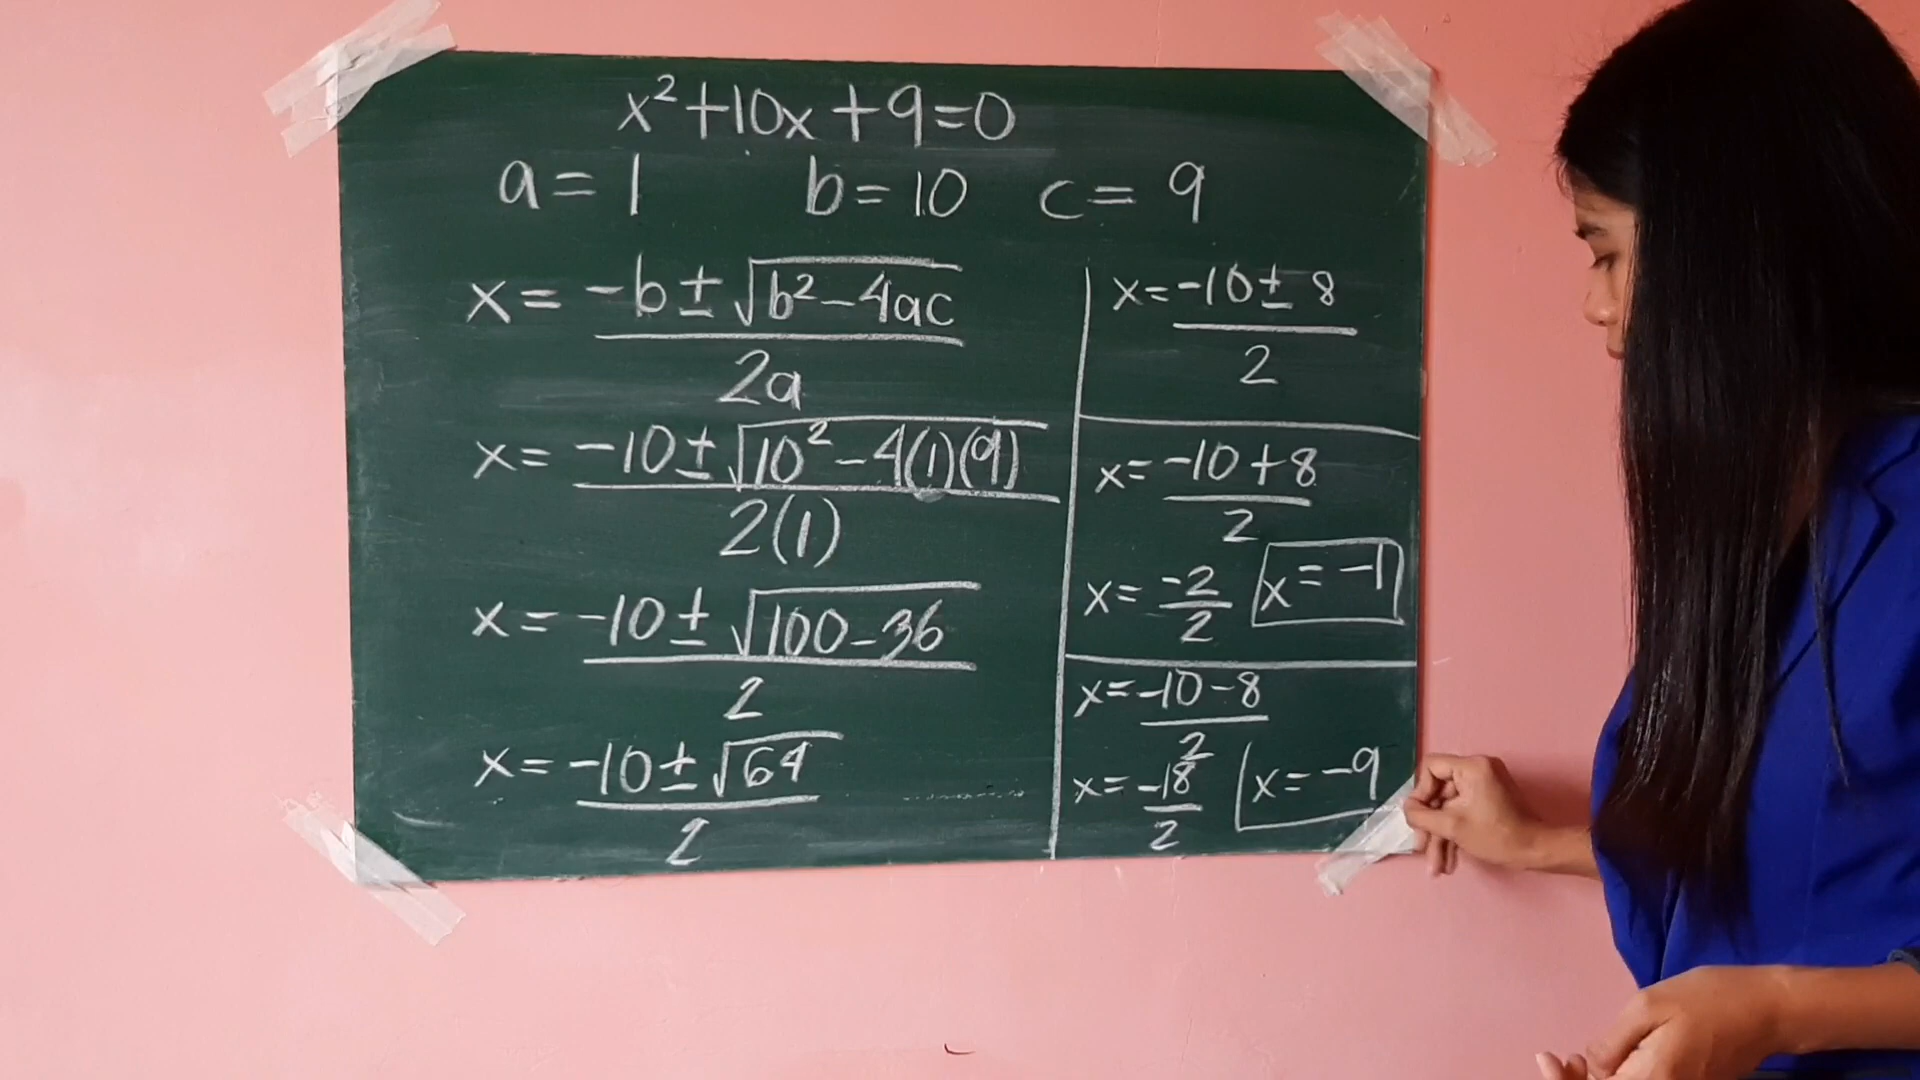 x²+10x+9=0
a=1 b=10 c=9
x=-b±√b²-4ac
2a
x=-10±√10²-4(1)(9)
2(1)
x=-10±√100-36
2
x=-10±√64
2
x=-10±8
2
x=-10+8
2
x=-2/2 x=-1
x=-10-8
2
x=-18/2 x=-9